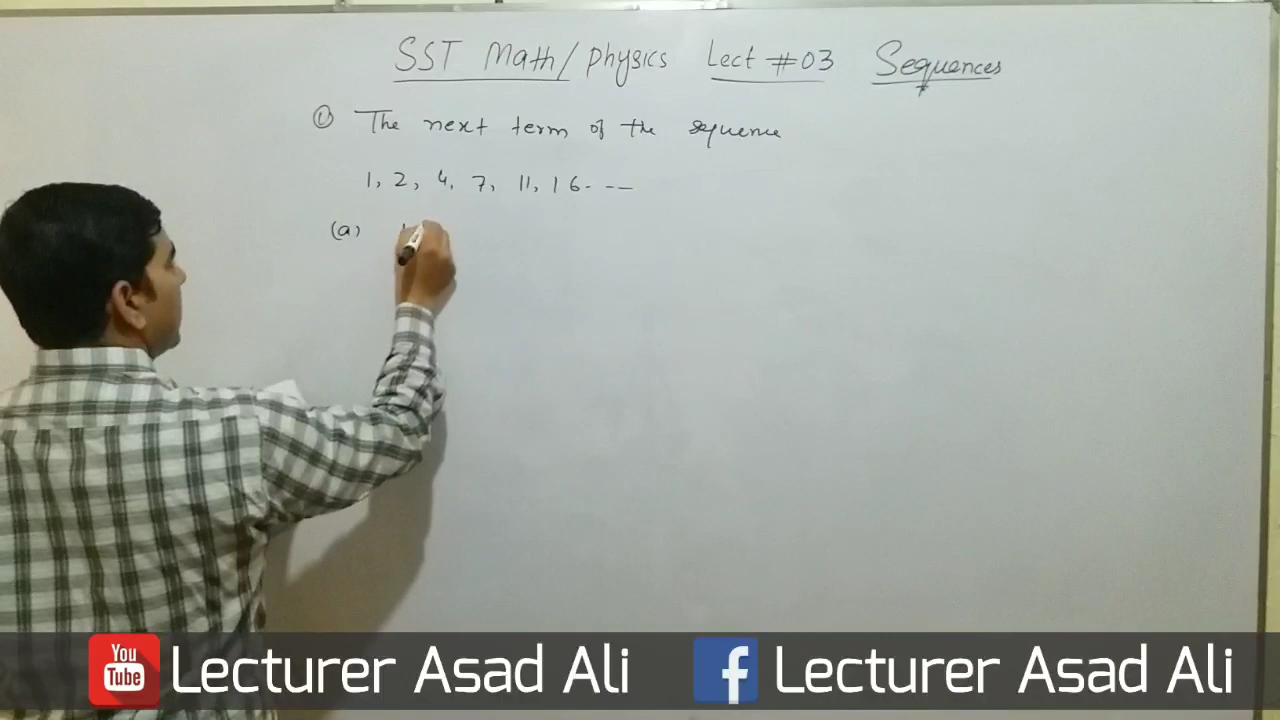 SST Math/Physics Lect #03 Sequences
① The next term of the sequence
1, 2, 4, 7, 11, 16- --
(a)
You Tube Lecturer Asad Ali f Lecturer Asad Ali